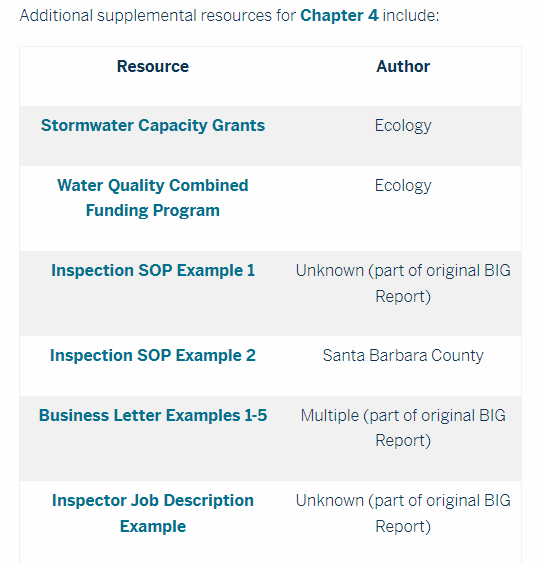 Additional supplemental resources for Chapter 4 include:
Resource Author
Stormwater Capacity Grants Ecology
Water Quality Combined Ecology
Funding Program
Inspection SOP Example 1 Unknown (part of original BIG
Report)
Inspection SOP Example 2 Santa Barbara County
Business Letter Examples 1-5 Multiple (part of original BIG
Report)
Inspector Job Description Unknown (part of original BIG
Example Report)